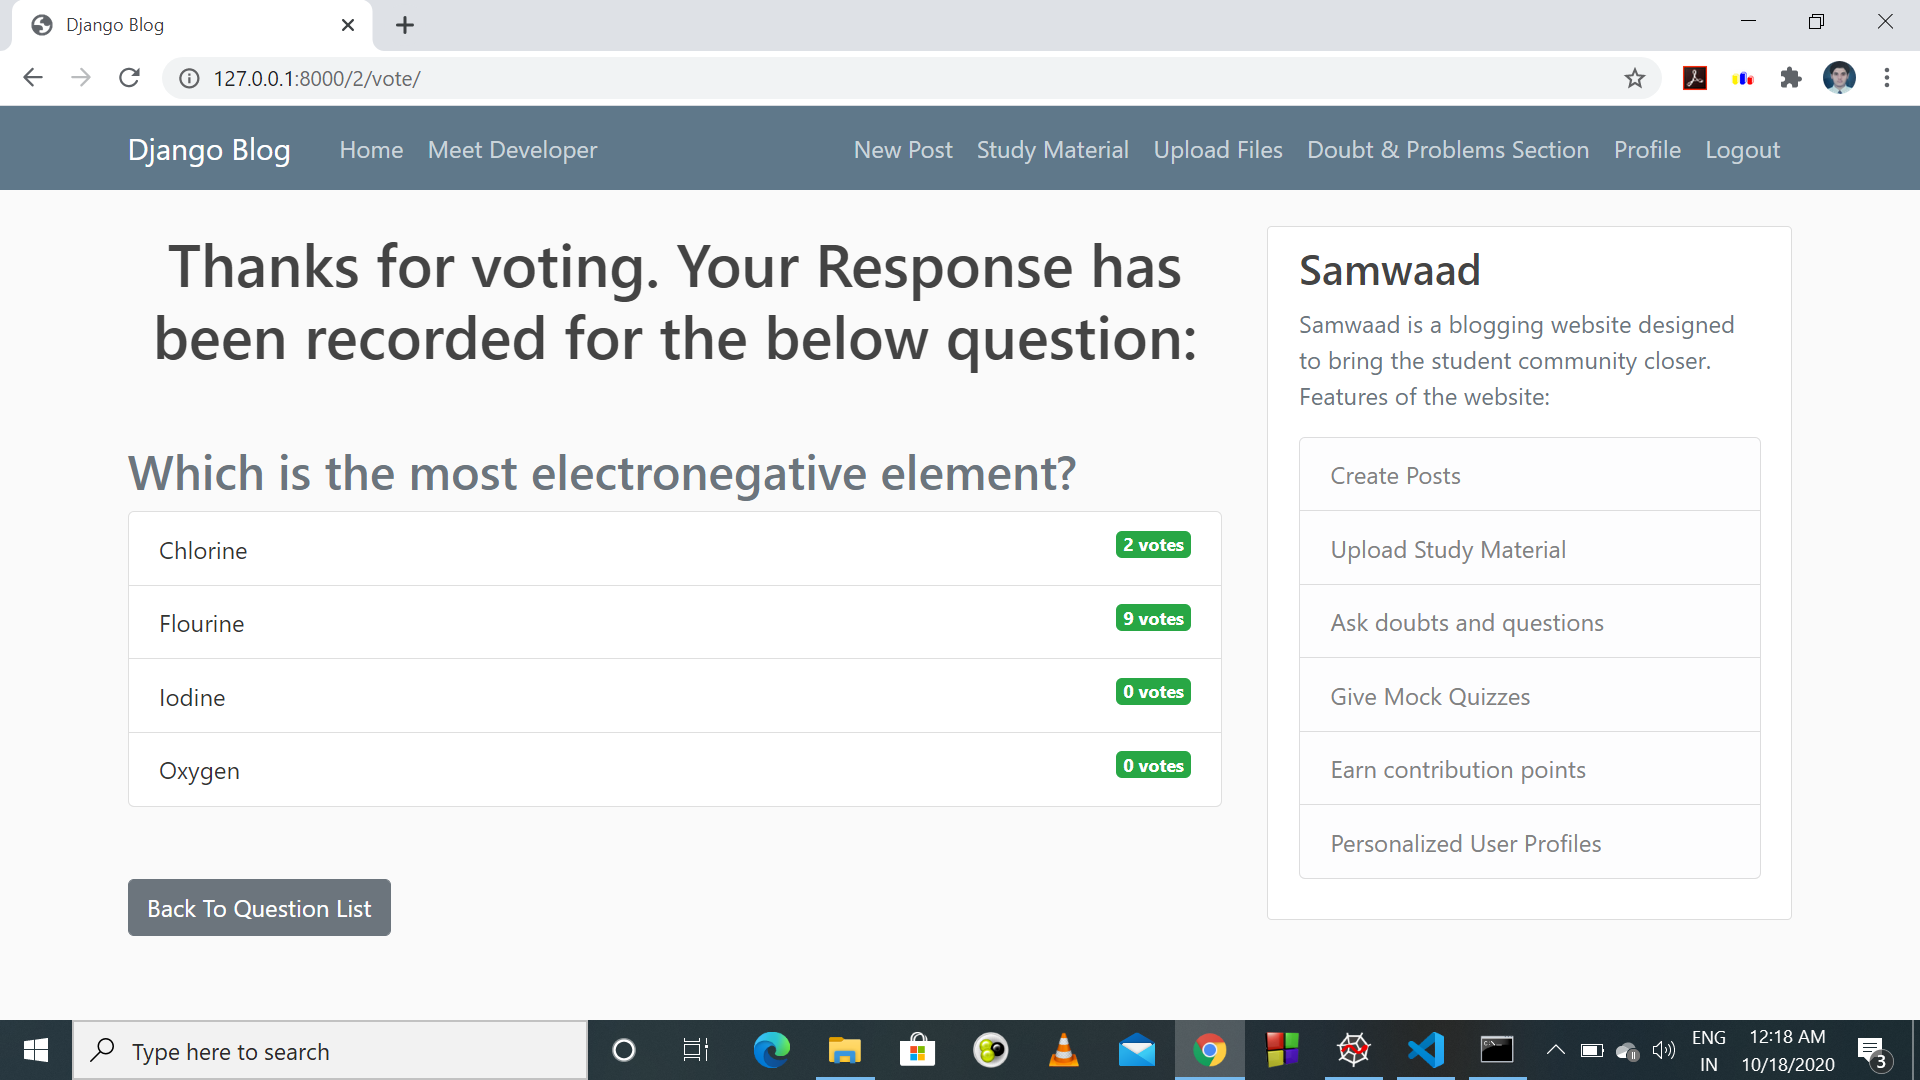 Django Blog
127.0.0.1:8000/2/vote/
Django Blog Home Meet Developer New Post Study Material Upload Files Doubt & Problems Section Profile Logout
Thanks for voting. Your Response has
been recorded for the below question:
Which is the most electronegative element?
Chlorine 2 votes
Flourine 9 votes
Iodine 0 votes
Oxygen 0 votes
Back To Question List
Samwaad
Samwaad is a blogging website designed
to bring the student community closer.
Features of the website:
Create Posts
Upload Study Material
Ask doubts and questions
Give Mock Quizzes
Earn contribution points
Personalized User Profiles
Type here to search
ENG
IN
12:18 AM
10/18/2020
3